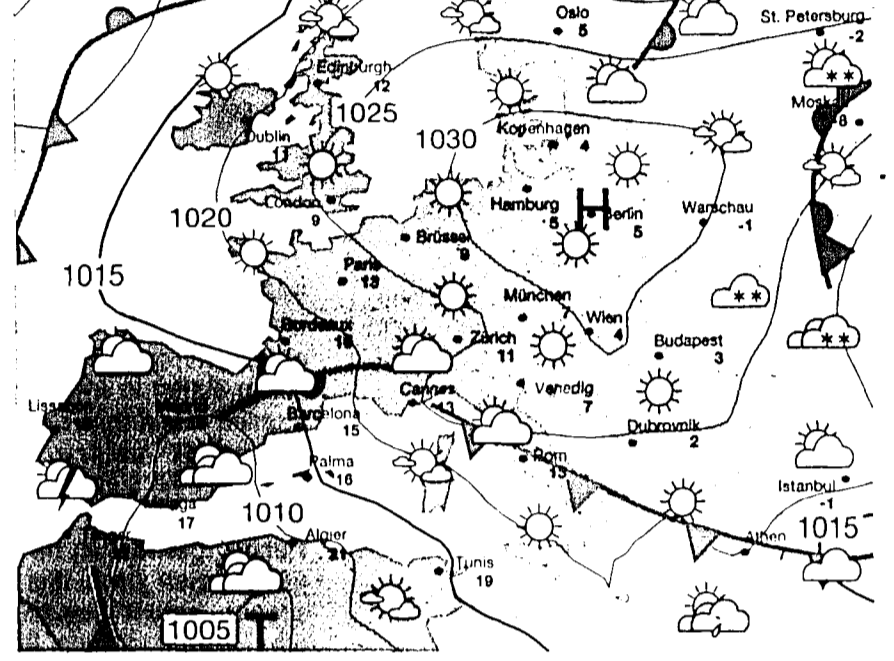 Oslo
5
St. Petersburg
-2
Edinburgh
12
1025
Dublin
11
1030
Kopenhagen
4
8
London
9
1020
Hamburg
5
H
Berlin
5
Warschau
-1
Brüssel
9
1015
Paris
13
München
7
Wien
4
Bordeaux
16
Zürich
11
Budapest
3
Cannes
13
Venedig
7
Barcelona
15
Dubrovnik
2
Palma
16
Rom
13
Istanbul
-1
17
1010
Algier
21
Athen
1015
Tunis
19
1005
T